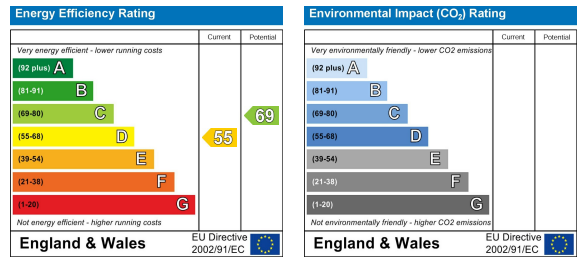 Energy Efficiency Rating
Current Potential
Very energy efficient - lower running costs
(92 plus) A
(81-91) B
(69-80) C
(55-68) D
(39-54) E
(21-38) F
(1-20) G
55
69
Not energy efficient - higher running costs
England & Wales
EU Directive
2002/91/EC
Environmental Impact (CO2) Rating
Current Potential
Very environmentally friendly - lower CO2 emissions
(92 plus) A
(81-91) B
(69-80) C
(55-68) D
(39-54) E
(21-38) F
(1-20) G
Not environmentally friendly - higher CO2 emissions
England & Wales
EU Directive
2002/91/EC